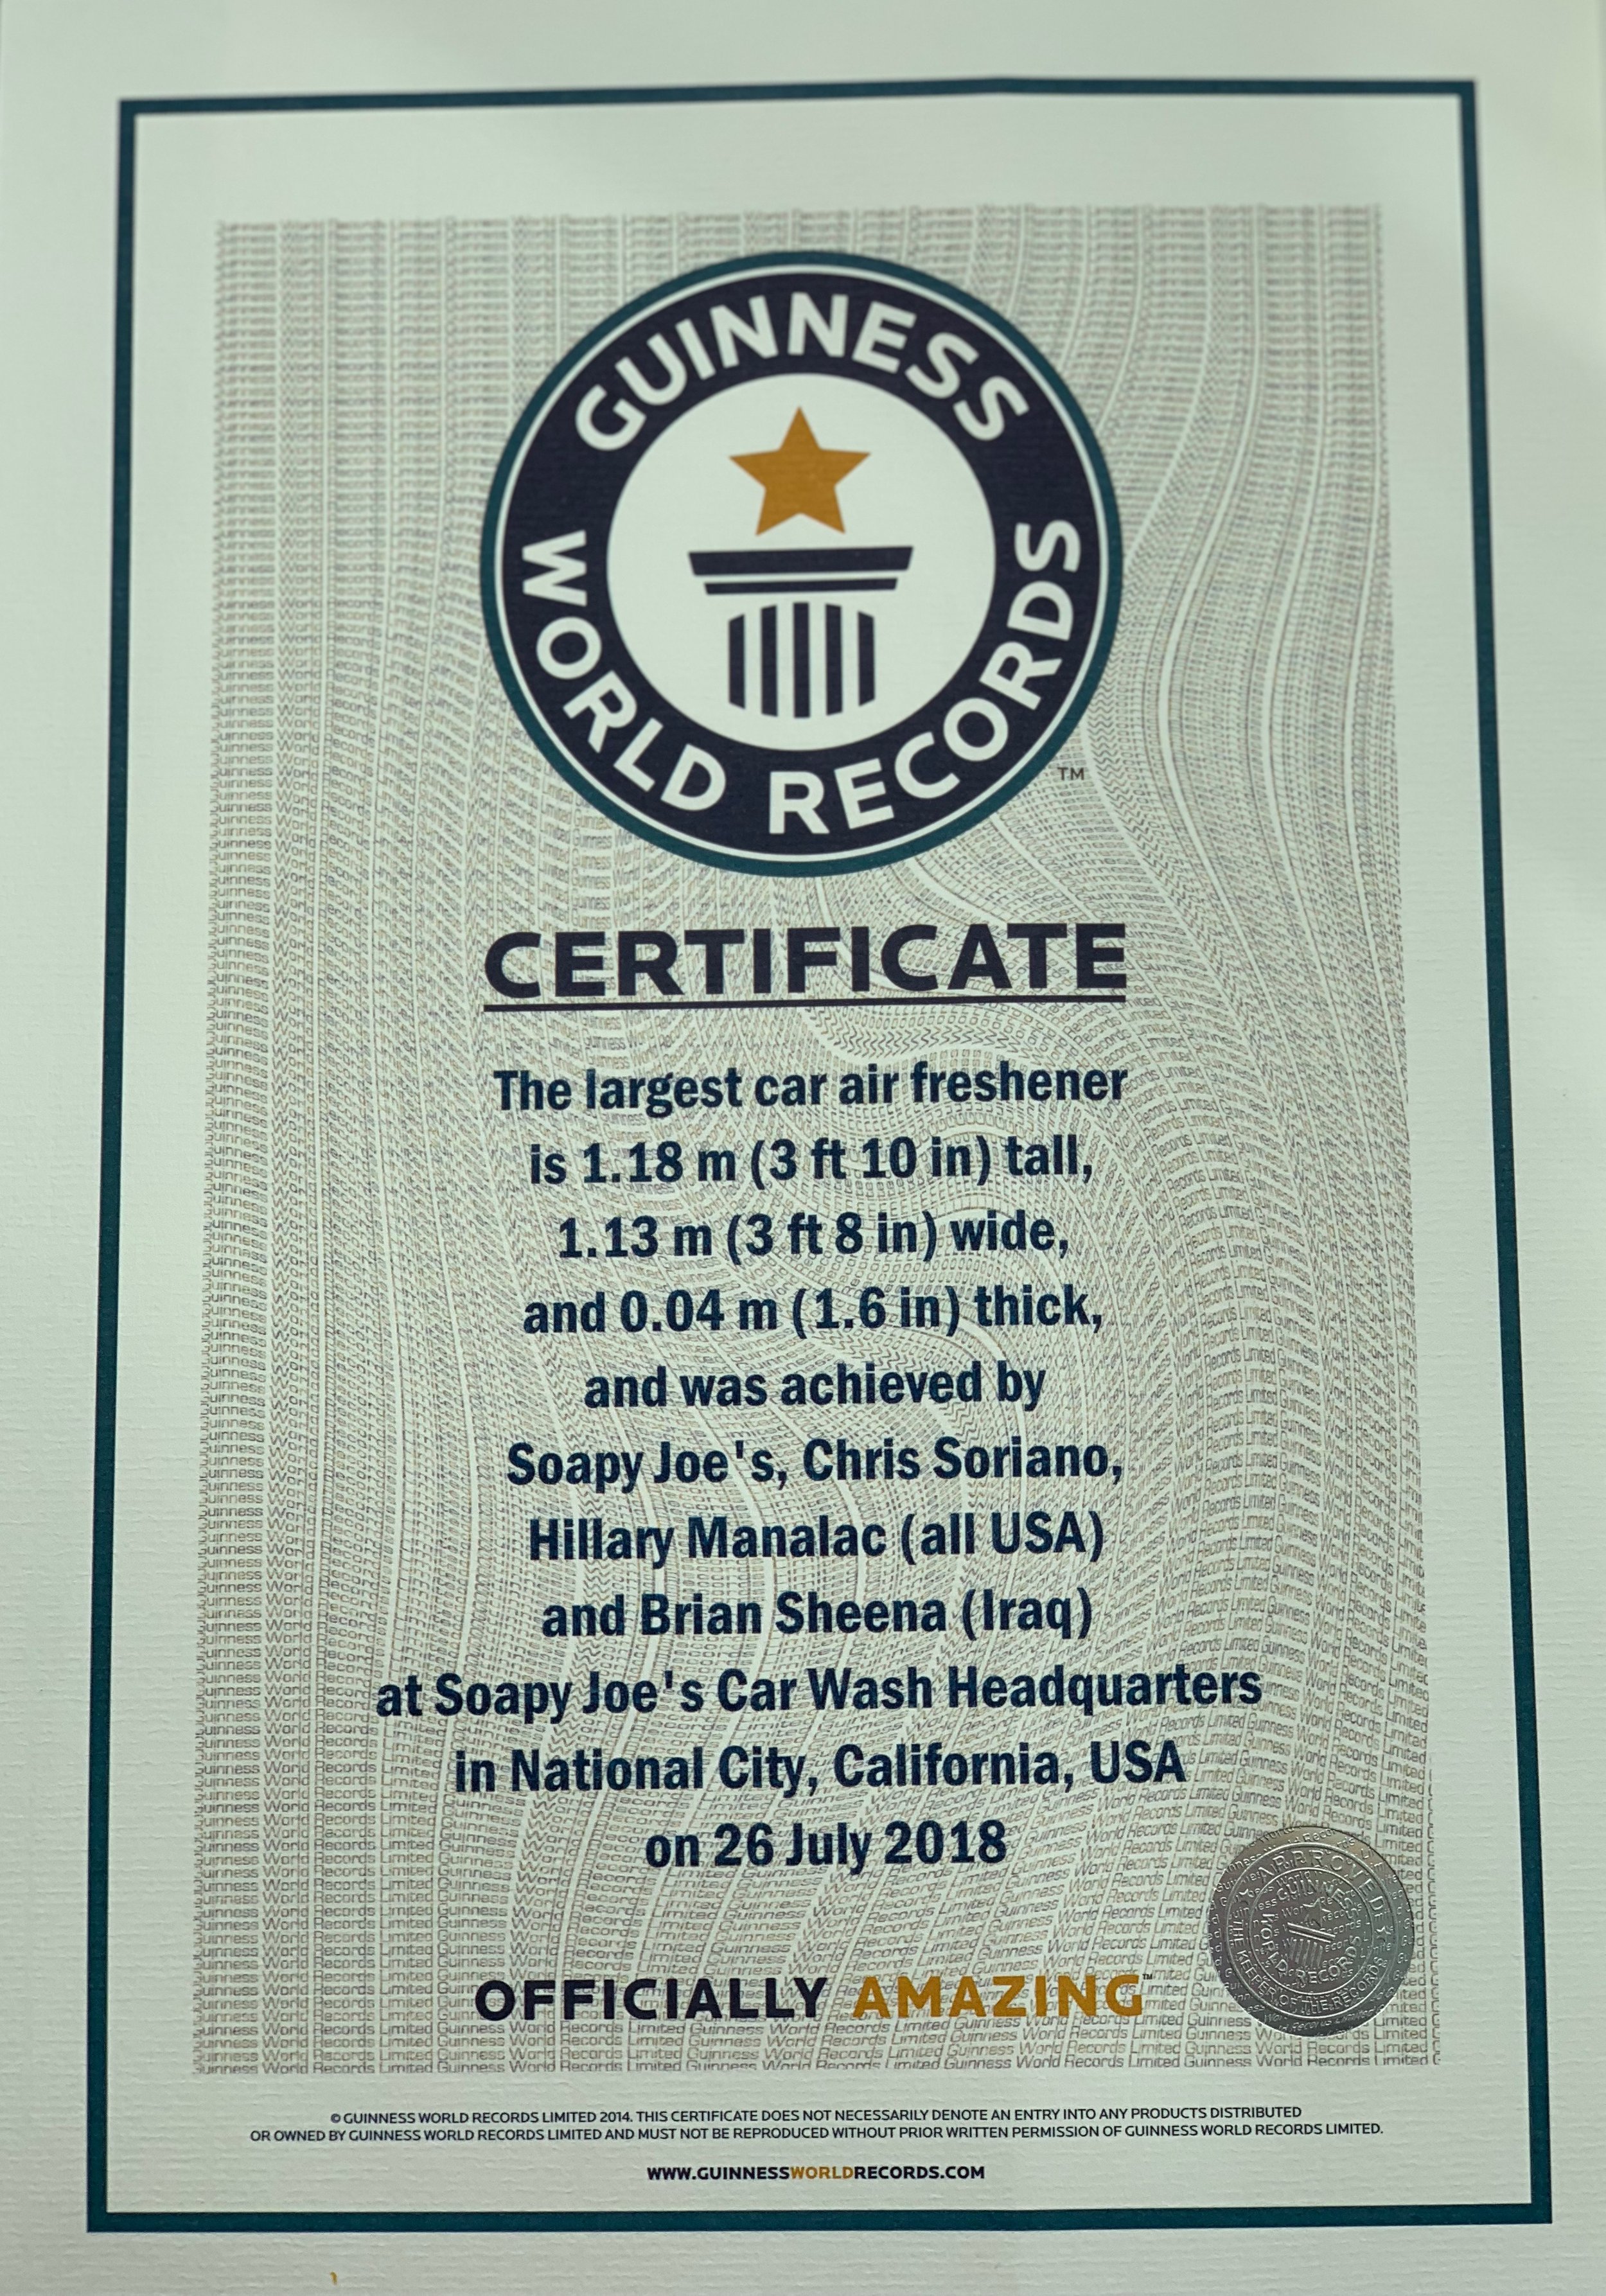 GUINNESS
WORLD RECORDS
TM
CERTIFICATE
The largest car air freshener
is 1.18 m (3 ft 10 in) tall,
1.13 m (3 ft 8 in) wide,
and 0.04 m (1.6 in) thick,
and was achieved by
Soapy Joe's, Chris Soriano,
Hillary Manalac (all USA)
and Brian Sheena (Iraq)
at Soapy Joe's Car Wash Headquarters
in National City, California, USA
on 26 July 2018
APPROVED
THE KEEPER OF THE RECORDS
GUINNESS
WORLD RECORDS
OFFICIALLY AMAZING™
© GUINNESS WORLD RECORDS LIMITED 2014. THIS CERTIFICATE DOES NOT NECESSARILY DENOTE AN ENTRY INTO ANY PRODUCTS DISTRIBUTED
OR OWNED BY GUINNESS WORLD RECORDS LIMITED AND MUST NOT BE REPRODUCED WITHOUT PRIOR WRITTEN PERMISSION OF GUINNESS WORLD RECORDS LIMITED.
WWW.GUINNESSWORLDRECORDS.COM